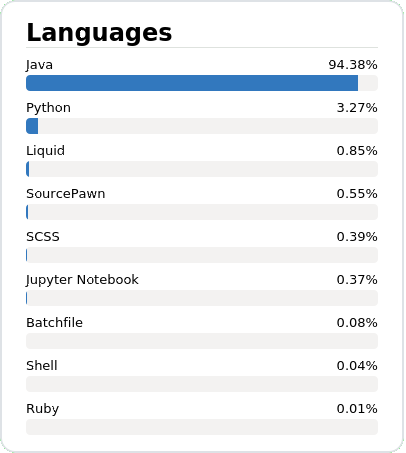 Languages
Java 94.38%
Python 3.27%
Liquid 0.85%
SourcePawn 0.55%
SCSS 0.39%
Jupyter Notebook 0.37%
Batchfile 0.08%
Shell 0.04%
Ruby 0.01%